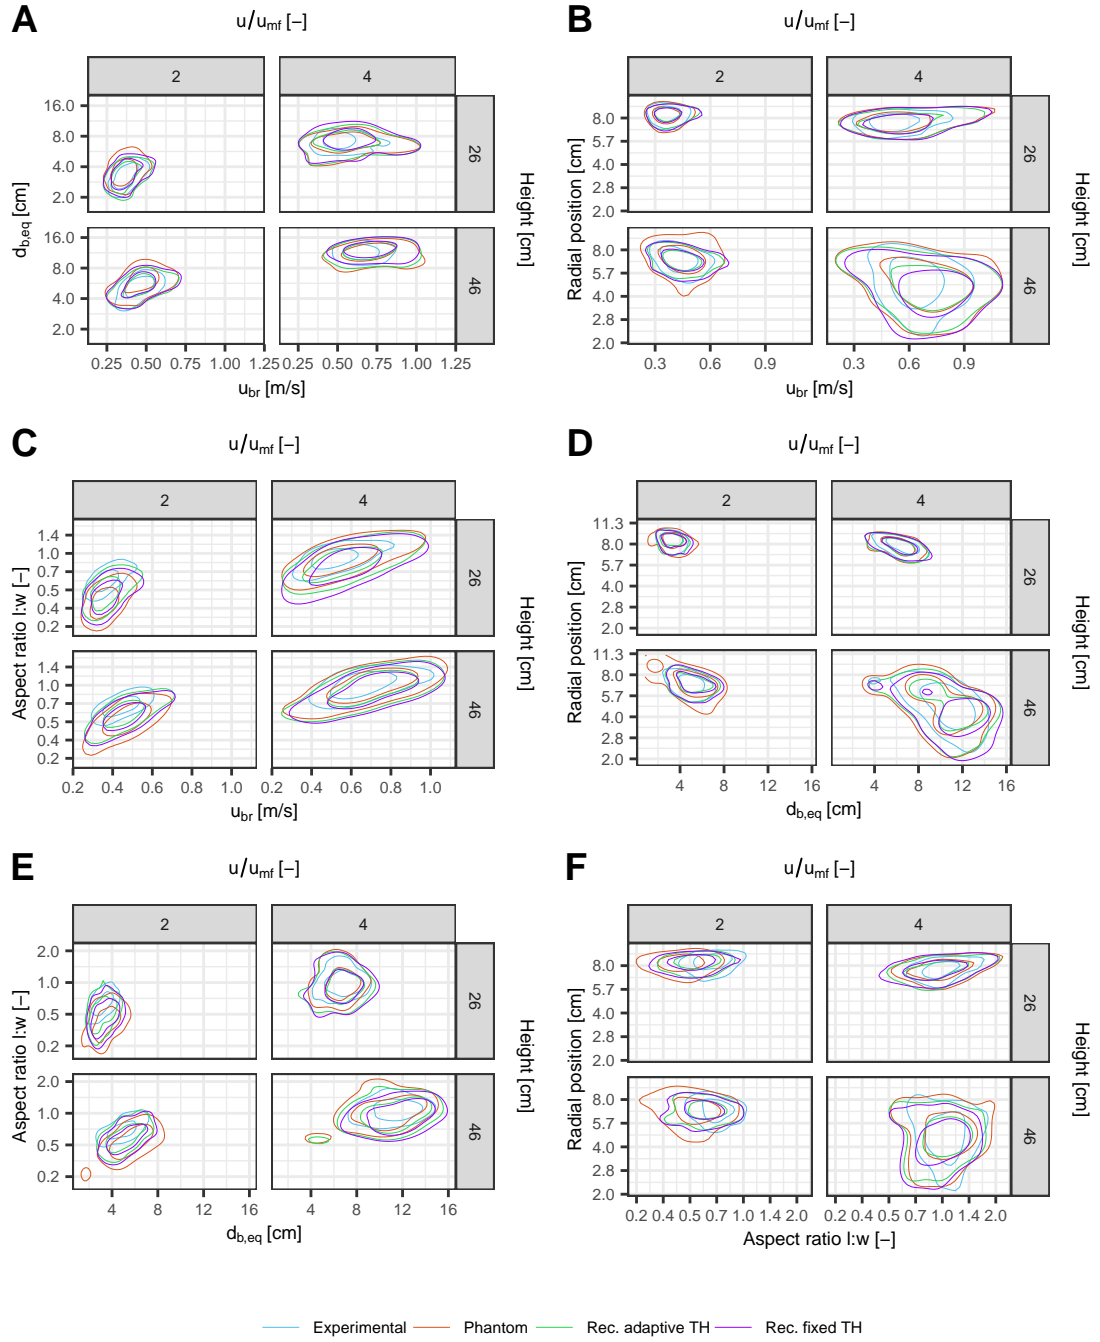 A
u/umf [−]
2
4
16.0
8.0
4.0
2.0
26
16.0
8.0
4.0
2.0
46
db,eq [cm]
Height [cm]
0.25 0.50 0.75 1.00 1.25
0.25 0.50 0.75 1.00 1.25
ubr [m/s]
B
u/umf [−]
2
4
8.0
5.7
4.0
2.8
2.0
26
8.0
5.7
4.0
2.8
2.0
46
Radial position [cm]
Height [cm]
0.3 0.6 0.9
0.3 0.6 0.9
ubr [m/s]
C
u/umf [−]
2
4
1.4
1.0
0.7
0.5
0.4
0.2
26
1.4
1.0
0.7
0.5
0.4
0.2
46
Aspect ratio l:w [−]
Height [cm]
0.2 0.4 0.6 0.8 1.0
0.2 0.4 0.6 0.8 1.0
ubr [m/s]
D
u/umf [−]
2
4
11.3
8.0
5.7
4.0
2.8
2.0
26
11.3
8.0
5.7
4.0
2.8
2.0
46
Radial position [cm]
Height [cm]
4 8 12 16
4 8 12 16
db,eq [cm]
E
u/umf [−]
2
4
2.0
1.0
0.5
0.2
26
2.0
1.0
0.5
0.2
46
Aspect ratio l:w [−]
Height [cm]
4 8 12 16
4 8 12 16
db,eq [cm]
F
u/umf [−]
2
4
8.0
5.7
4.0
2.8
2.0
26
8.0
5.7
4.0
2.8
2.0
46
Radial position [cm]
Height [cm]
0.2 0.4 0.5 0.7 1.0 1.4 2.0
0.2 0.4 0.5 0.7 1.0 1.4 2.0
Aspect ratio l:w [−]
Experimental Phantom Rec. adaptive TH Rec. fixed TH